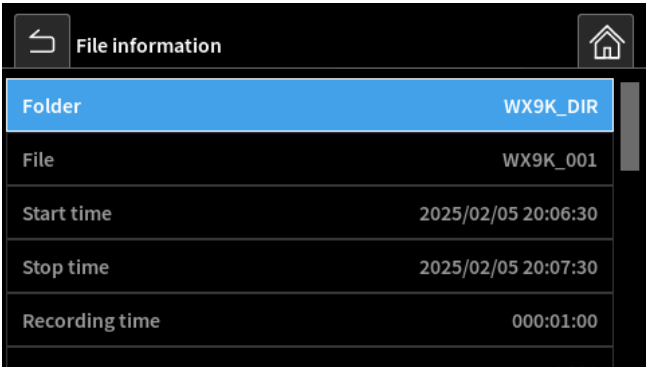 File information
Folder WX9K_DIR
File WX9K_001
Start time 2025/02/05 20:06:30
Stop time 2025/02/05 20:07:30
Recording time 000:01:00